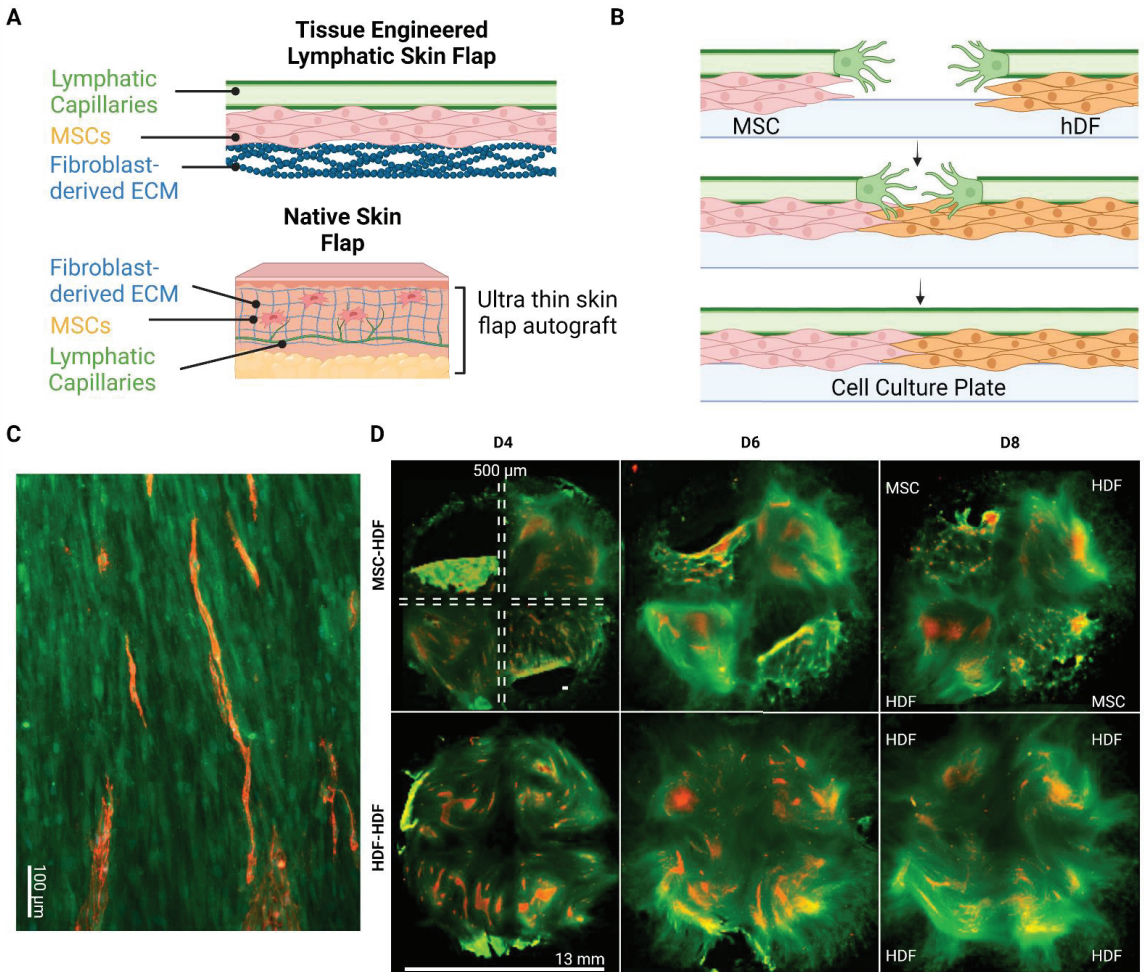 A
Tissue Engineered
Lymphatic Skin Flap
Lymphatic
Capillaries
MSCs
Fibroblast-
derived ECM
Native Skin
Flap
Fibroblast-
derived ECM
MSCs
Lymphatic
Capillaries
Ultra thin skin
flap autograft
B
MSC
hDF
Cell Culture Plate
C
100 µm
D
D4
D6
D8
MSC-HDF
500 µm
MSC
HDF
HDF
MSC
HDF-HDF
13 mm
HDF
HDF
HDF
HDF